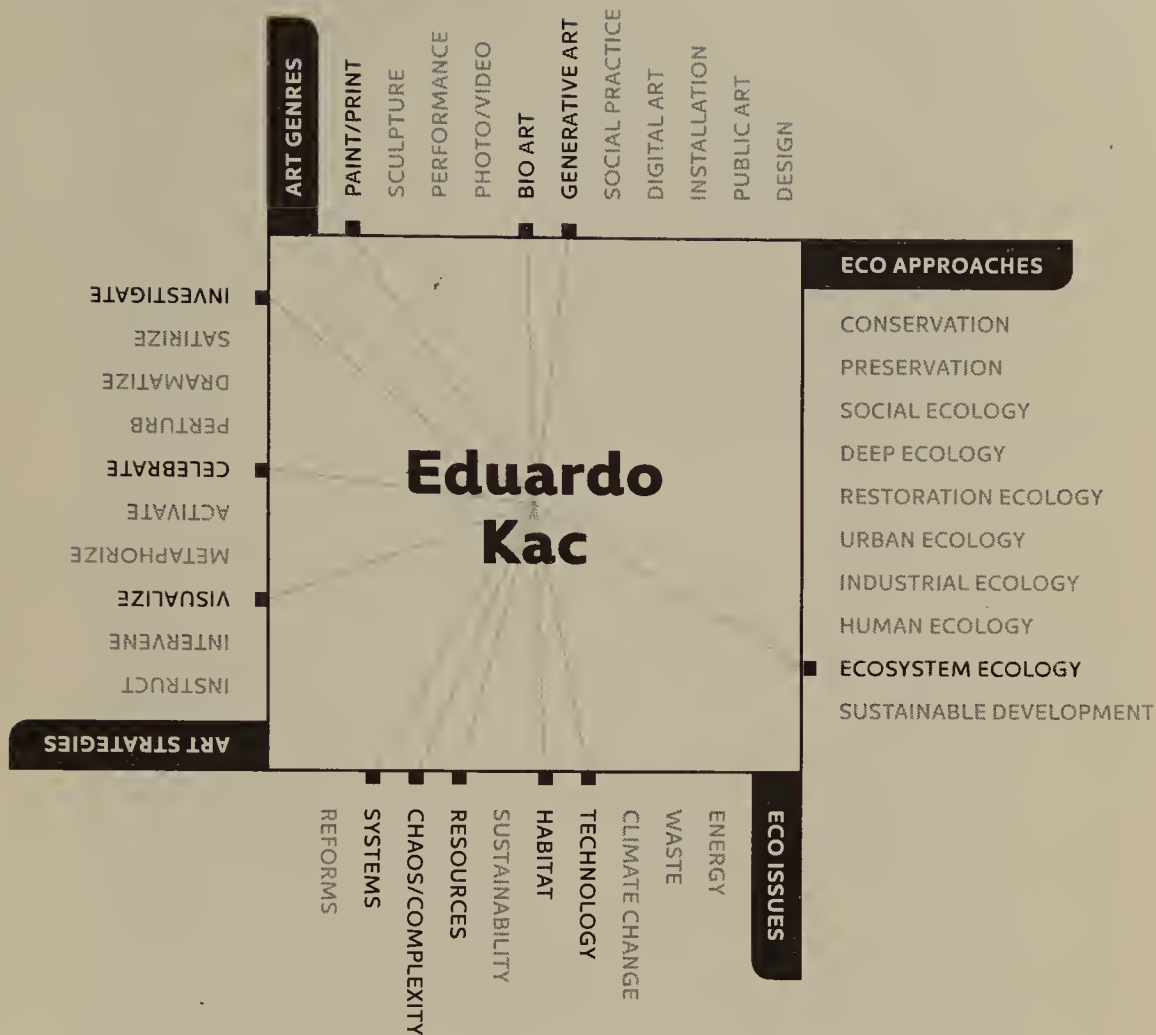 ART GENRES
PAINT/PRINT
SCULPTURE
PERFORMANCE
PHOTO/VIDEO
BIO ART
GENERATIVE ART
SOCIAL PRACTICE
DIGITAL ART
INSTALLATION
PUBLIC ART
DESIGN
ECO APPROACHES
CONSERVATION
PRESERVATION
SOCIAL ECOLOGY
DEEP ECOLOGY
RESTORATION ECOLOGY
URBAN ECOLOGY
INDUSTRIAL ECOLOGY
HUMAN ECOLOGY
ECOSYSTEM ECOLOGY
SUSTAINABLE DEVELOPMENT
ECO ISSUES
ENERGY
WASTE
CLIMATE CHANGE
TECHNOLOGY
HABITAT
SUSTAINABILITY
RESOURCES
CHAOS/COMPLEXITY
SYSTEMS
REFORMS
ART STRATEGIES
INSTRUCT
INTERVENE
VISUALIZE
METAPHORIZE
ACTIVATE
CELEBRATE
PERTURB
DRAMATIZE
SATIRIZE
INVESTIGATE
Eduardo
Kac